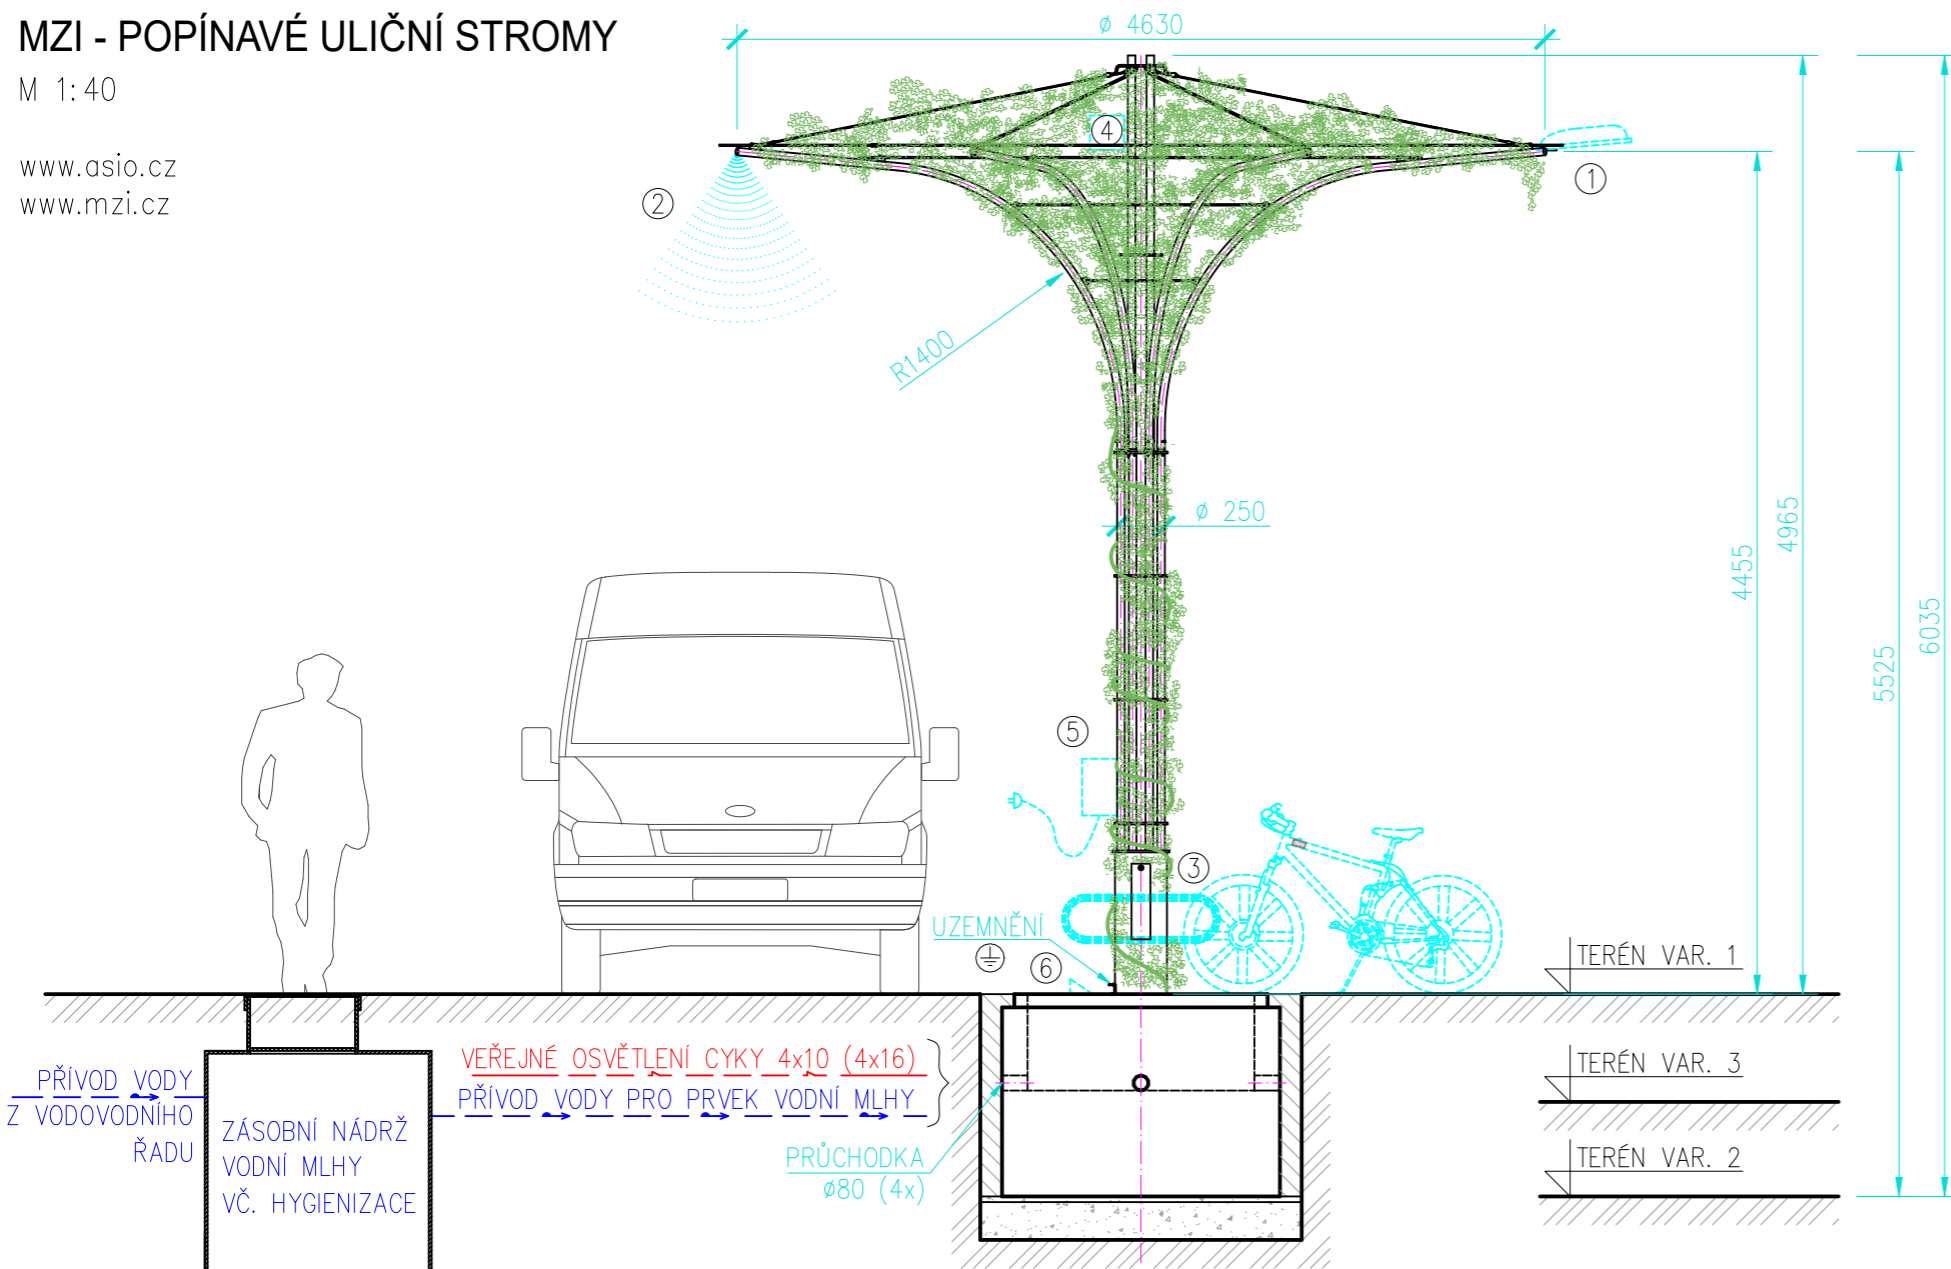 MZI - POPÍNAVÉ ULIČNÍ STROMY
M 1:40
www.asio.cz
www.mzi.cz
ø 4630
4
1
2
R1400
ø 250
4455
4965
5525
6035
5
3
UZEMNĚNÍ
6
TERÉN VAR. 1
TERÉN VAR. 3
TERÉN VAR. 2
VEŘEJNÉ OSVĚTLENÍ CYKY 4x10 (4x16)
PŘÍVOD VODY PRO PRVEK VODNÍ MLHY
PŘÍVOD VODY
Z VODOVODNÍHO
ŘADU
ZÁSOBNÍ NÁDRŽ
VODNÍ MLHY
VČ. HYGIENIZACE
PRŮCHODKA
ø80 (4x)